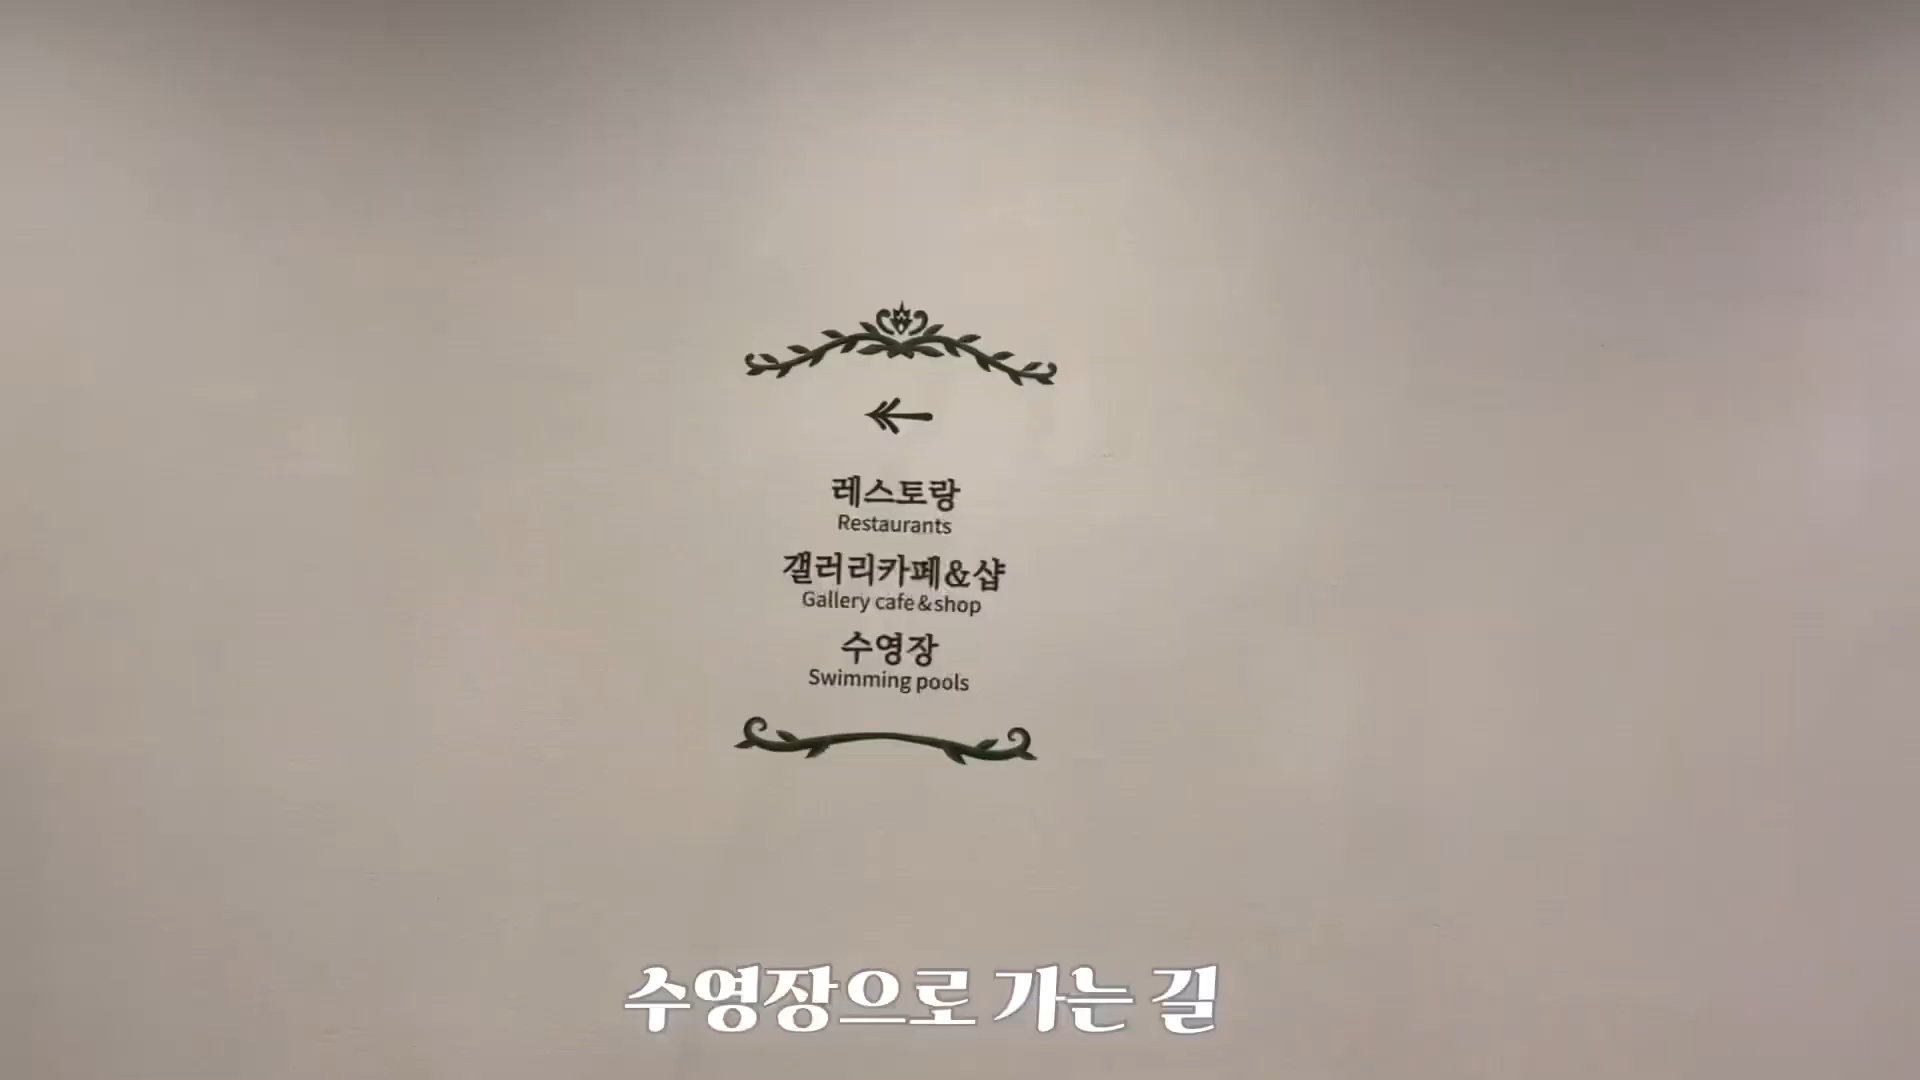 레스토랑
Restaurants
갤러리카페&샵
Gallery cafe&shop
수영장
Swimming pools
수영장으로 가는 길